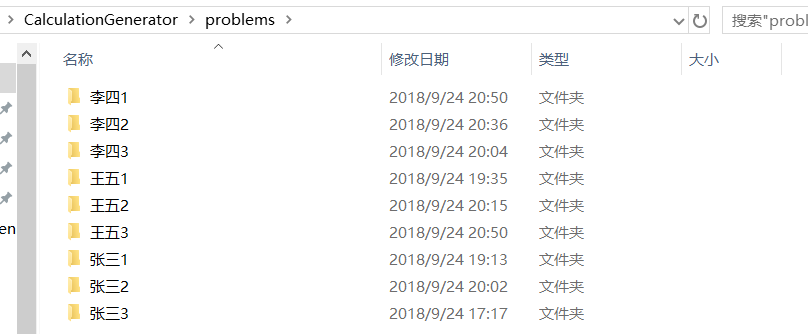 CalculationGenerator > problems > 搜索"probl
名称 修改日期 类型 大小
李四1 2018/9/24 20:50 文件夹
李四2 2018/9/24 20:36 文件夹
李四3 2018/9/24 20:04 文件夹
王五1 2018/9/24 19:35 文件夹
王五2 2018/9/24 20:15 文件夹
en
王五3 2018/9/24 20:50 文件夹
张三1 2018/9/24 19:13 文件夹
张三2 2018/9/24 20:02 文件夹
张三3 2018/9/24 17:17 文件夹